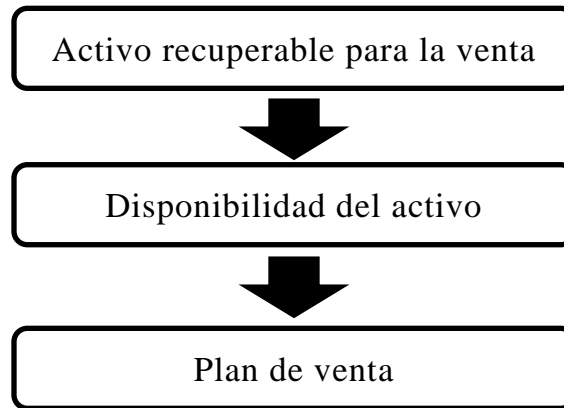 Activo recuperable para la venta
Disponibilidad del activo
Plan de venta